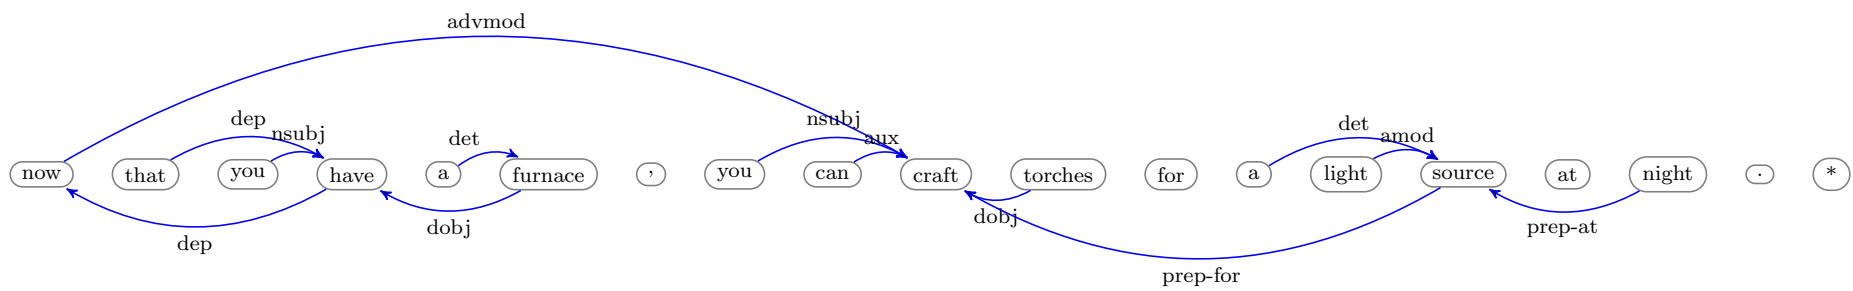 advmod
dep
nsubj
det
nsubj
aux
det
amod
now that you have a furnace , you can craft torches for a light source at night . *
dep
dobj
dobj
prep-for
prep-at